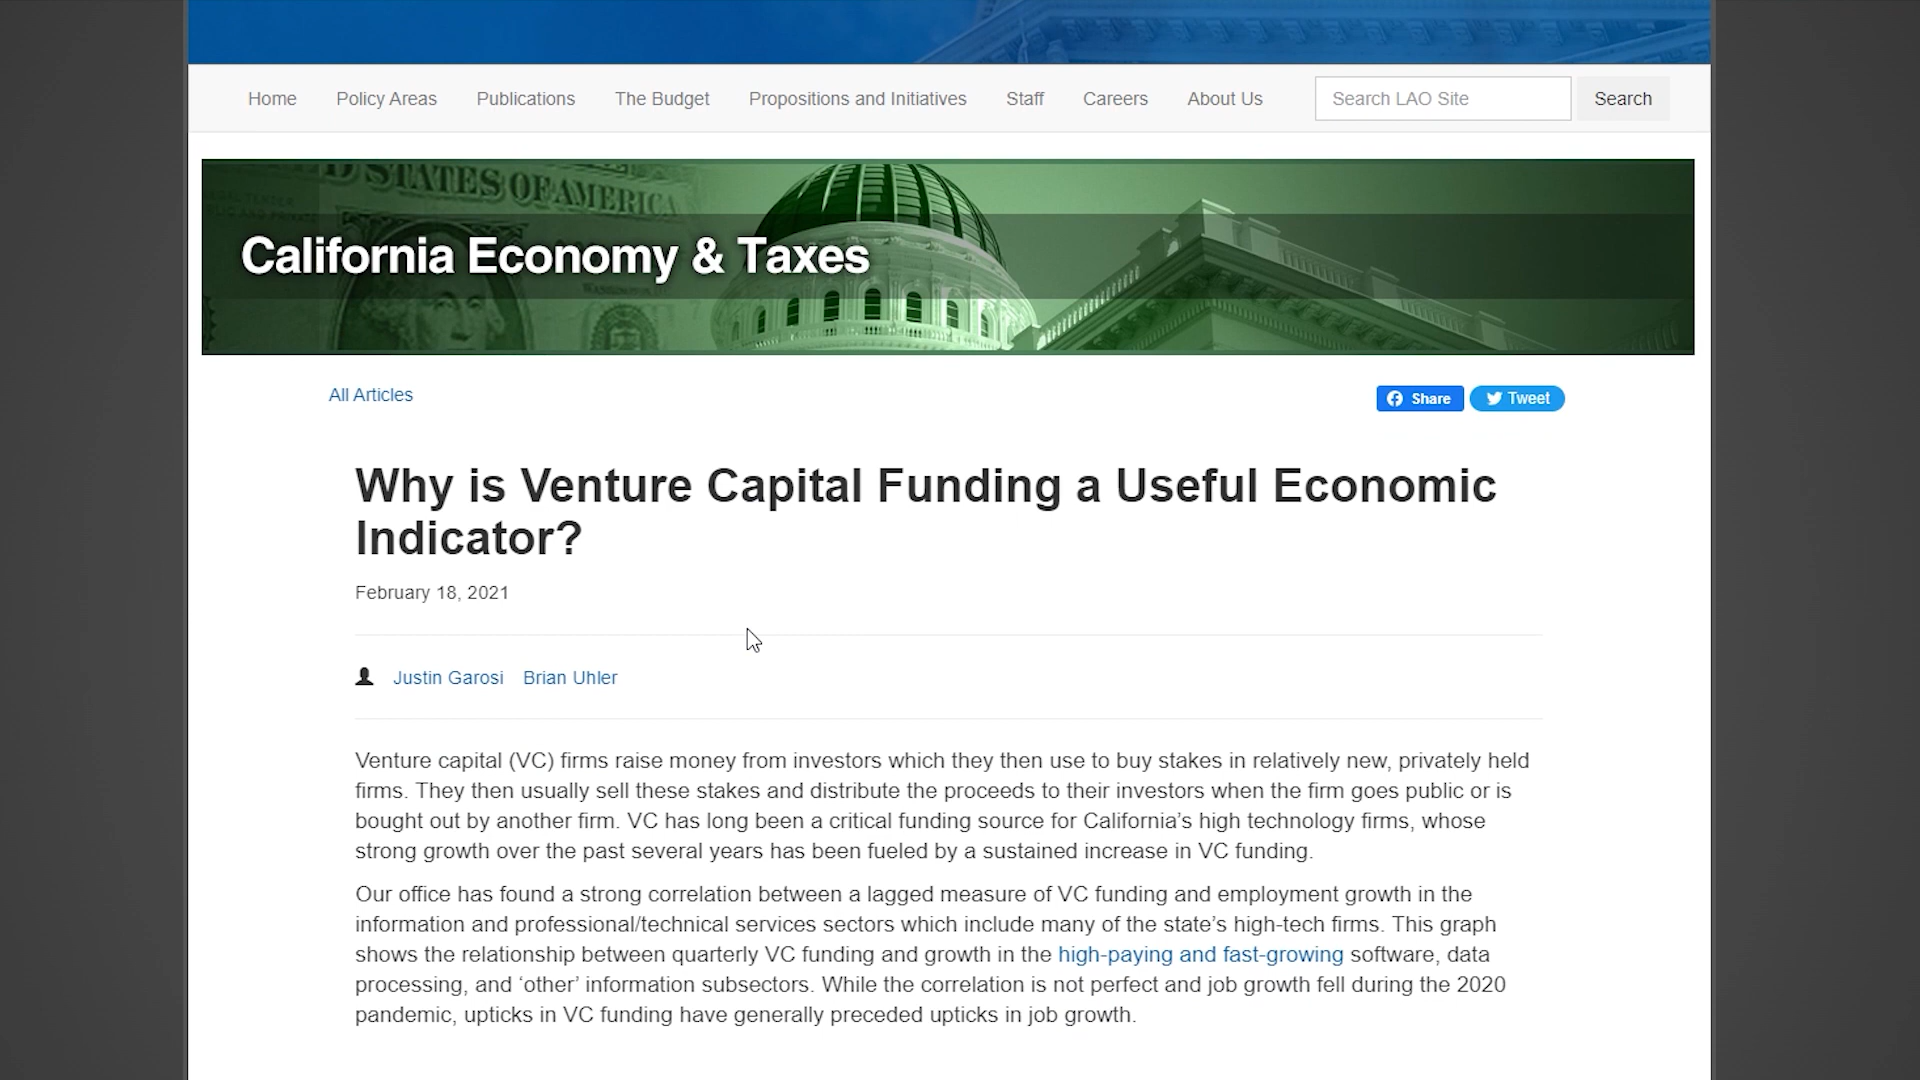 Home Policy Areas Publications The Budget Propositions and Initiatives Staff Careers About Us Search LAO Site Search
D STATES OF AMERICA
California Economy & Taxes
All Articles
Share Tweet
Why is Venture Capital Funding a Useful Economic
Indicator?
February 18, 2021
Justin Garosi Brian Uhler
Venture capital (VC) firms raise money from investors which they then use to buy stakes in relatively new, privately held
firms. They then usually sell these stakes and distribute the proceeds to their investors when the firm goes public or is
bought out by another firm. VC has long been a critical funding source for California’s high technology firms, whose
strong growth over the past several years has been fueled by a sustained increase in VC funding.
Our office has found a strong correlation between a lagged measure of VC funding and employment growth in the
information and professional/technical services sectors which include many of the state’s high-tech firms. This graph
shows the relationship between quarterly VC funding and growth in the high-paying and fast-growing software, data
processing, and ‘other’ information subsectors. While the correlation is not perfect and job growth fell during the 2020
pandemic, upticks in VC funding have generally preceded upticks in job growth.